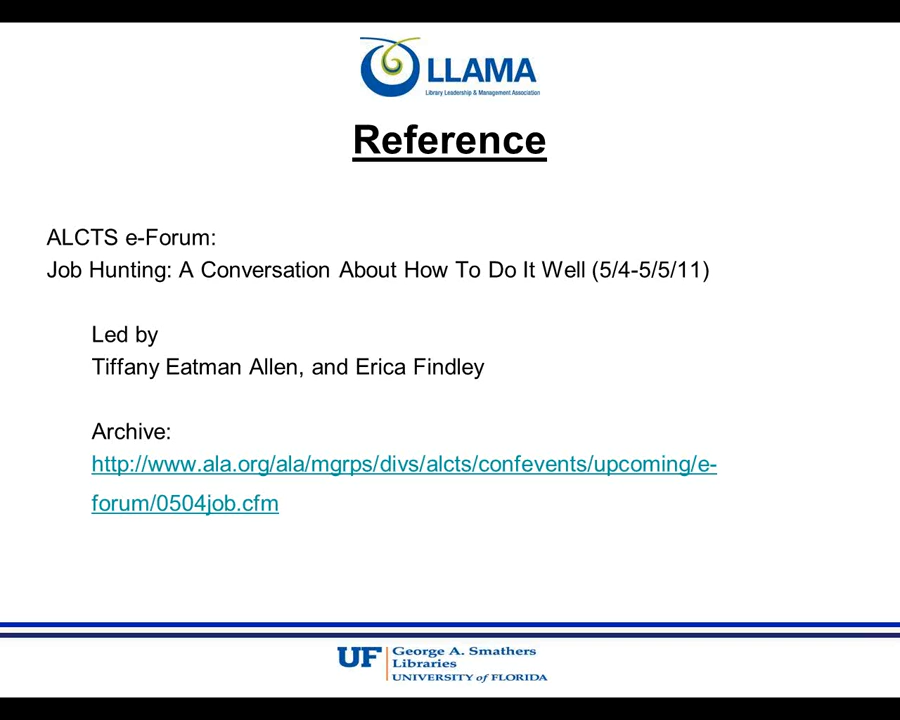 LLAMA
Library Leadership & Management Association
Reference
ALCTS e-Forum:
Job Hunting: A Conversation About How To Do It Well (5/4-5/5/11)
Led by
Tiffany Eatman Allen, and Erica Findley
Archive:
http://www.ala.org/ala/mgrps/divs/alcts/confevents/upcoming/e-
forum/0504job.cfm
UF George A. Smathers
Libraries
UNIVERSITY of FLORIDA